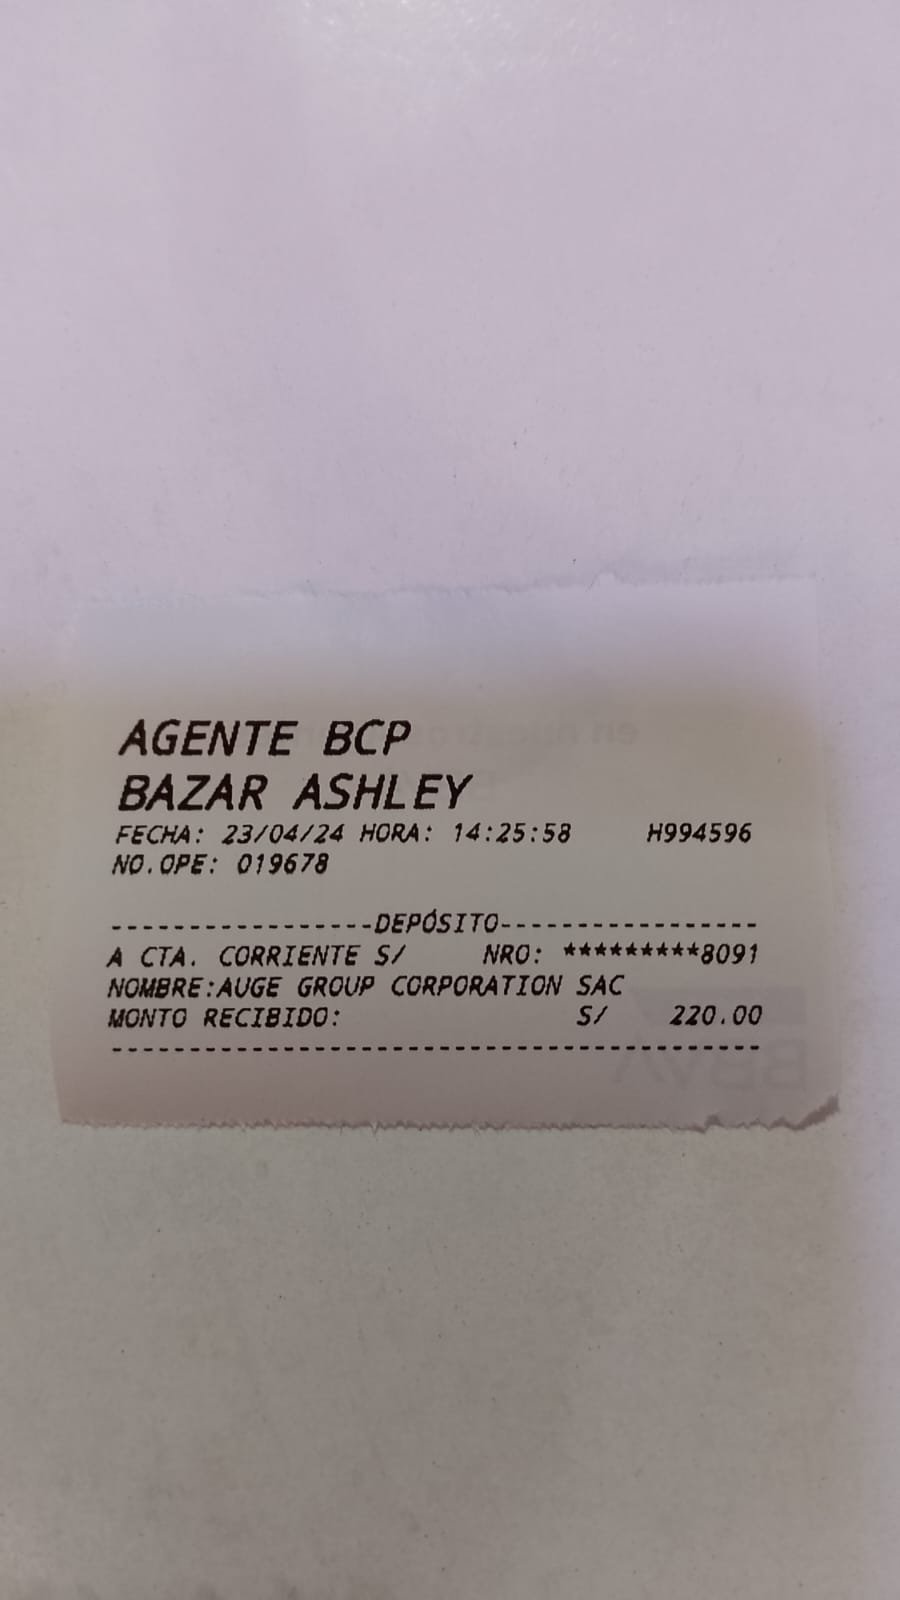 AGENTE BCP
BAZAR ASHLEY
FECHA: 23/04/24 HORA: 14:25:58 H994596
NO.OPE: 019678
-----------------DEPÓSITO-----------------
A CTA. CORRIENTE S/ NRO: *********8091
NOMBRE:AUGE GROUP CORPORATION SAC
MONTO RECIBIDO: S/ 220.00
------------------------------------------
BBVA